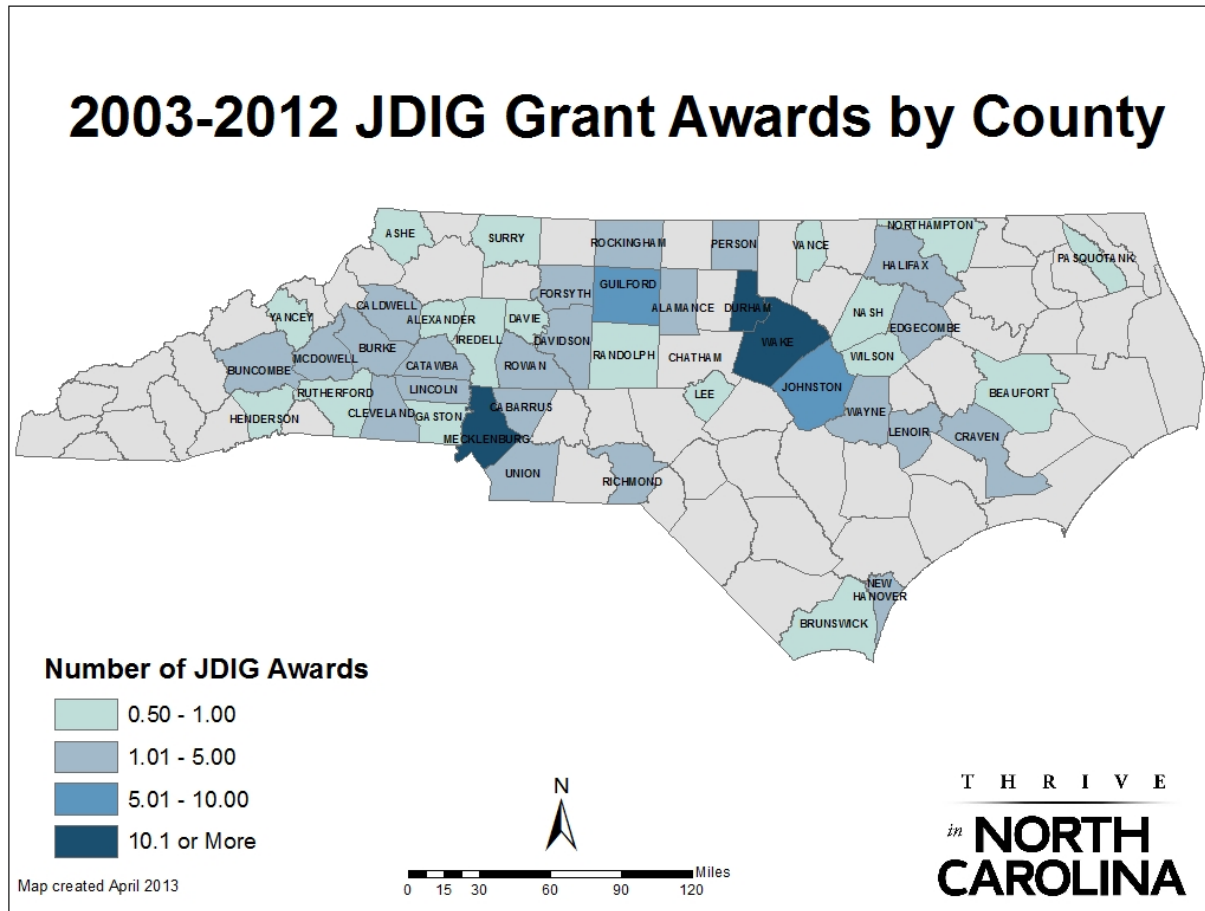 2003-2012 JDIG Grant Awards by County
ASHE
SURRY
ROCKINGHAM
PERSON
VANCE
NORTHAMPTON
PASQUOTANK
HALIFAX
FORSYTH
GUILFORD
ALAMANCE
DURHAM
CALDWELL
YANCEY
ALEXANDER
DAVIE
IREDELL
NASH
EDGECOMBE
DAVIDSON
RANDOLPH
WAKE
BURKE
MCDOWELL
BUNCOMBE
CATAWBA
ROWAN
CHATHAM
WILSON
LINCOLN
RUTHERFORD
LEE
JOHNSTON
BEAUFORT
HENDERSON
CLEVELAND
GASTON
CABARRUS
WAYNE
LENOIR
CRAVEN
MECKLENBURG
UNION
RICHMOND
NEW
HANOVER
BRUNSWICK
Number of JDIG Awards
0.50 - 1.00
1.01 - 5.00
5.01 - 10.00
10.1 or More
Map created April 2013
N
0 15 30 60 90 120
Miles
THRIVE
in NORTH
CAROLINA